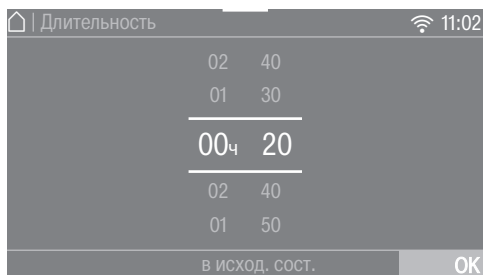 | Длительность 11:02
02 40
01 30
00ч 20
02 40
01 50
в исход. сост. OK